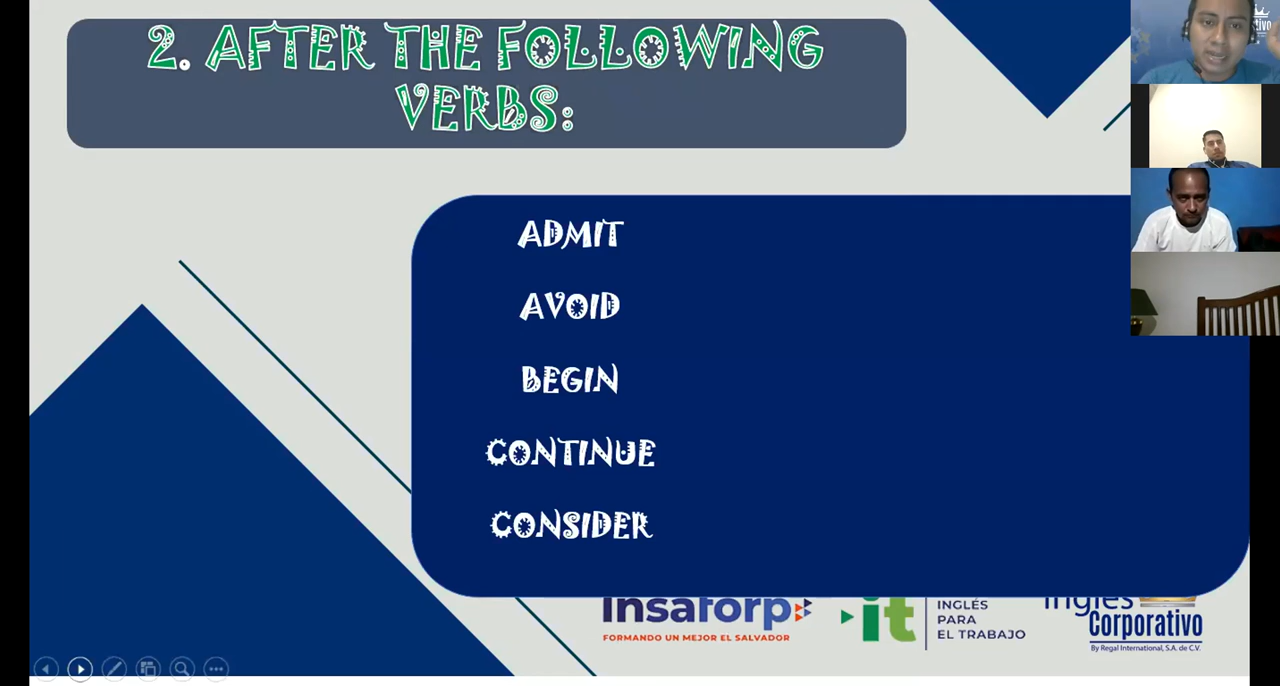 2. AFTER THE FOLLOWING
VERBS:
ADMIT
AVOID
BEGIN
CONTINUE
CONSIDER
Insaforp
FORMANDO UN MEJOR EL SALVADOR
it
INGLÉS
PARA
EL TRABAJO
Inglés
Corporativo
By Regal International, S.A. de C.V.